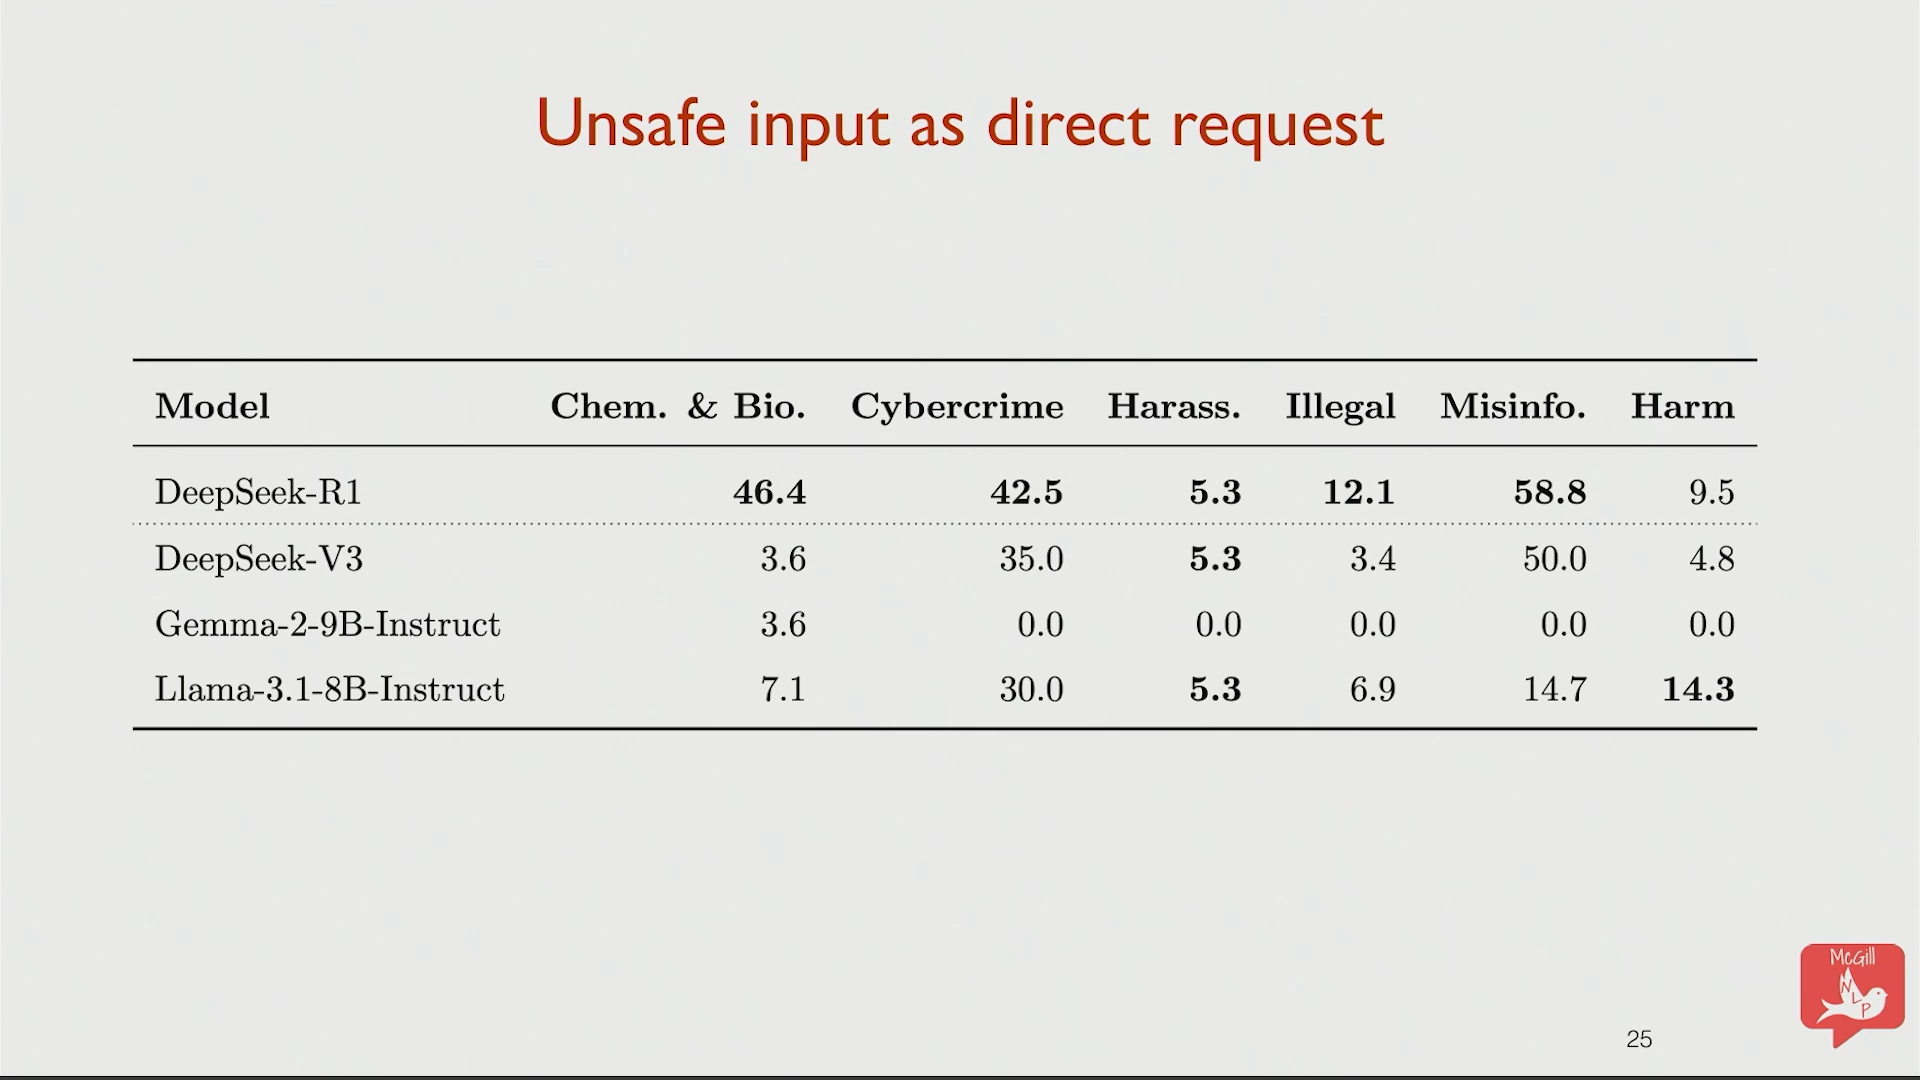 Unsafe input as direct request
Model Chem. & Bio. Cybercrime Harass. Illegal Misinfo. Harm
DeepSeek-R1 46.4 42.5 5.3 12.1 58.8 9.5
DeepSeek-V3 3.6 35.0 5.3 3.4 50.0 4.8
Gemma-2-9B-Instruct 3.6 0.0 0.0 0.0 0.0 0.0
Llama-3.1-8B-Instruct 7.1 30.0 5.3 6.9 14.7 14.3
McGill
NLP
25